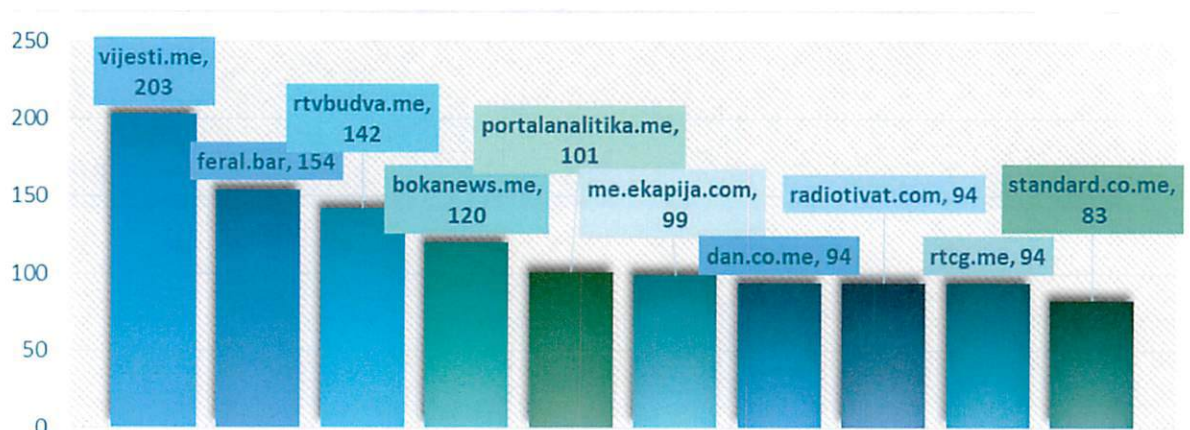 250
200
150
100
50
0
vijesti.me,
203
feral.bar, 154
rtvbudva.me,
142
bokanews.me,
120
portalanalitika.me,
101
me.ekapija.com,
99
dan.co.me, 94
radiotivat.com, 94
rtcg.me, 94
standard.co.me,
83